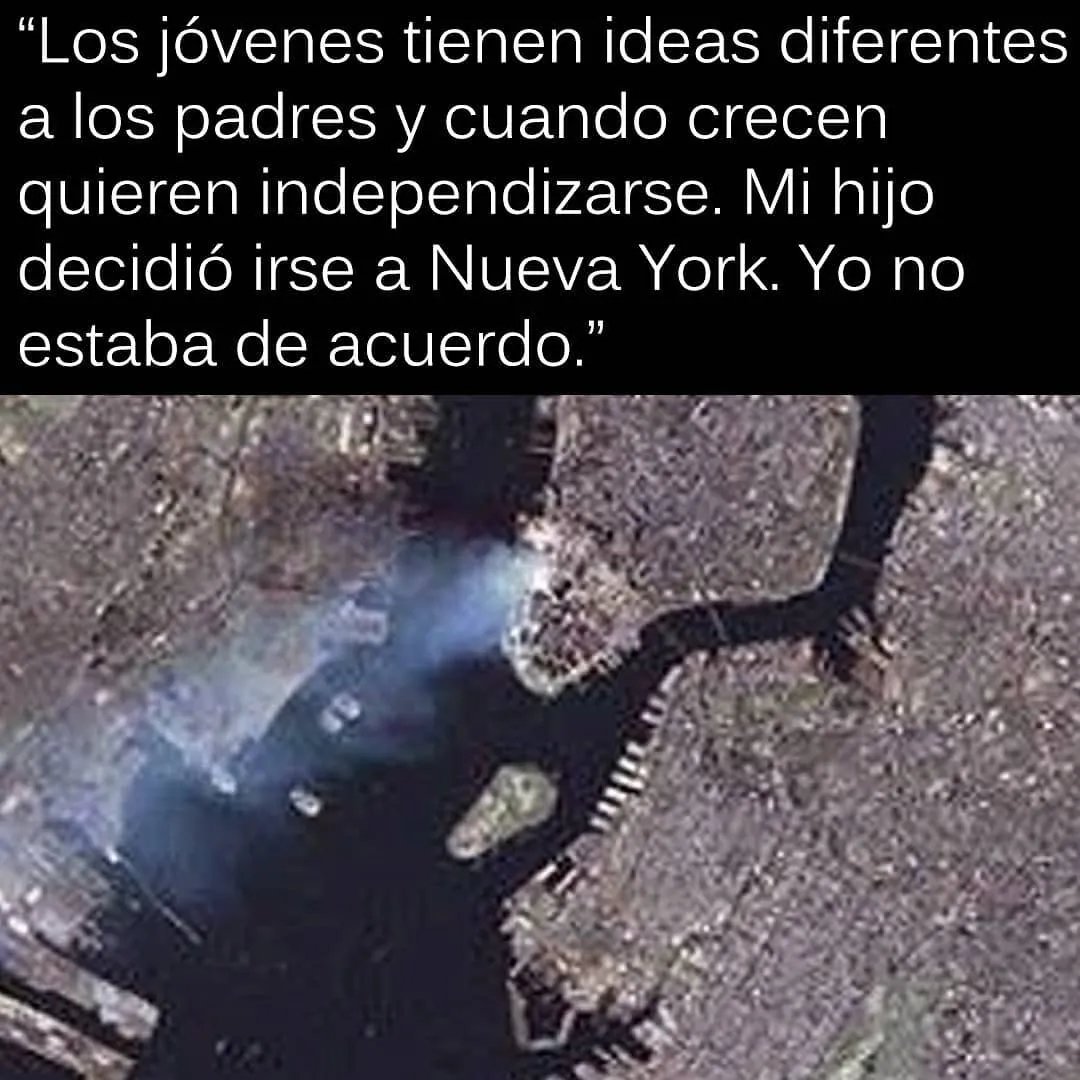 “Los jóvenes tienen ideas diferentes
a los padres y cuando crecen
quieren independizarse. Mi hijo
decidió irse a Nueva York. Yo no
estaba de acuerdo.”